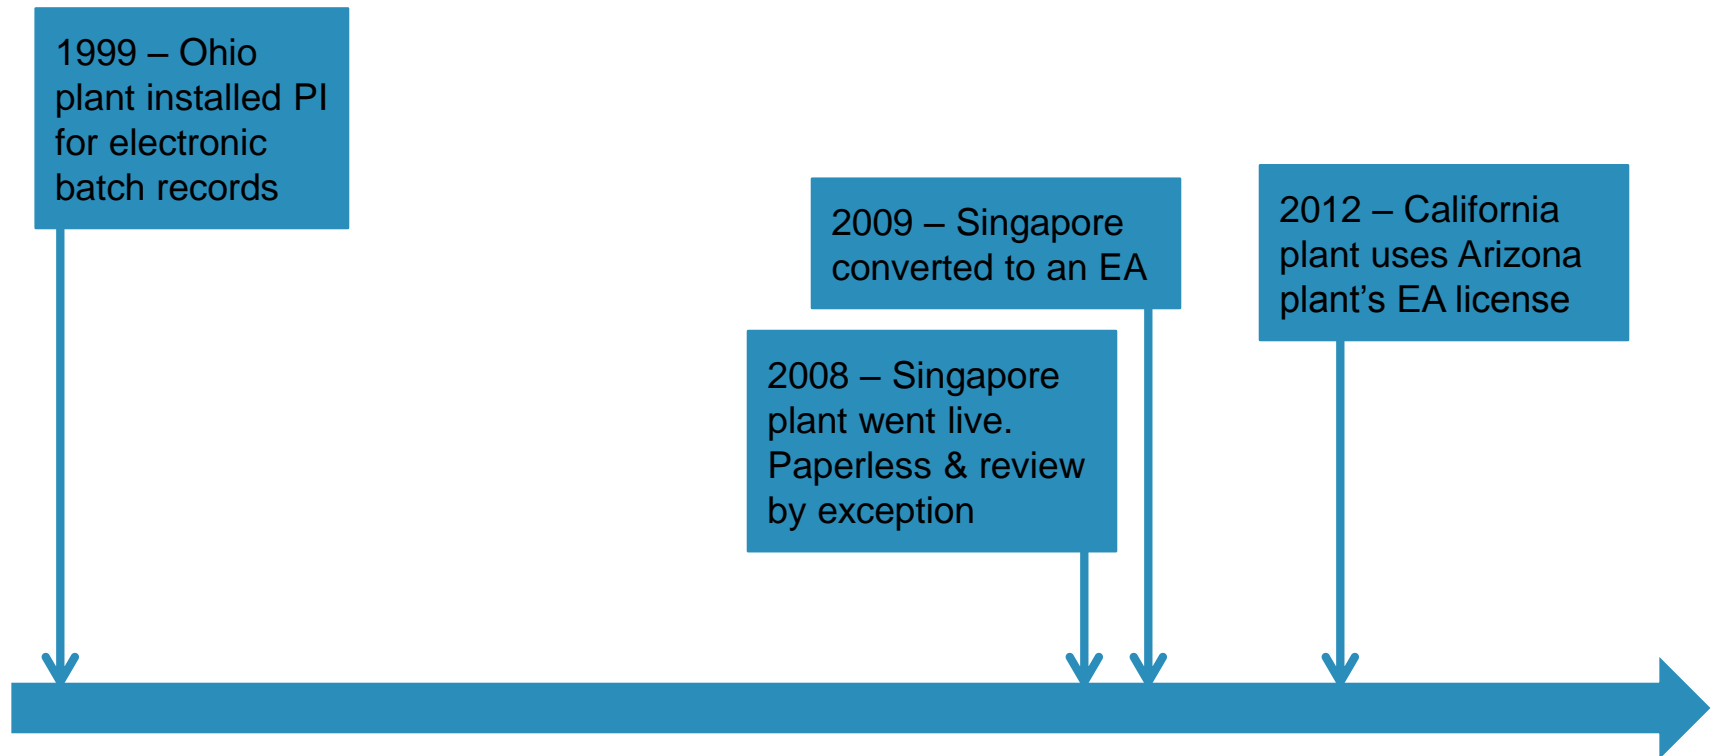 1999 – Ohio
plant installed PI
for electronic
batch records
2008 – Singapore
plant went live.
Paperless & review
by exception
2009 – Singapore
converted to an EA
2012 – California
plant uses Arizona
plant’s EA license